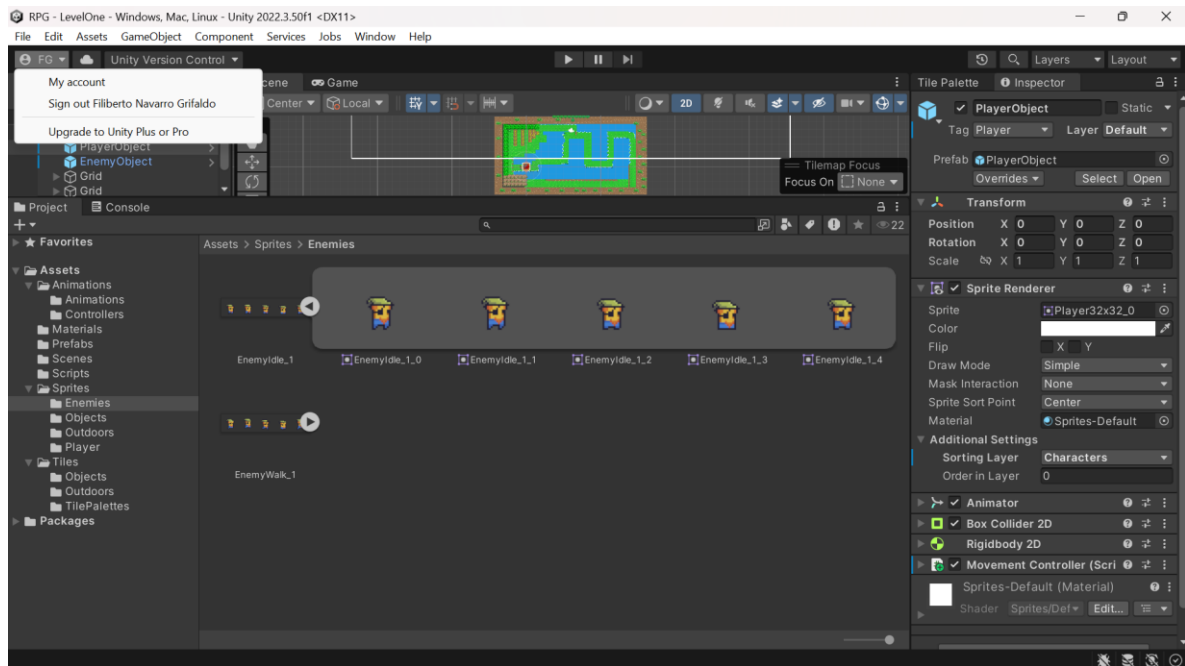 RPG - LevelOne - Windows, Mac, Linux - Unity 2022.3.50f1 <DX11>
File Edit Assets GameObject Component Services Jobs Window Help
FG Unity Version Control Layers Layout
My account
Sign out Filiberto Navarro Grifaldo
Upgrade to Unity Plus or Pro
cene Game
Center Local 2D
PlayerObject
EnemyObject
Grid
Grid
Tilemap Focus
Focus On None
Project Console
22
Favorites
Assets
Animations
Animations
Controllers
Materials
Prefabs
Scenes
Scripts
Sprites
Enemies
Objects
Outdoors
Player
Tiles
Objects
Outdoors
TilePalettes
Packages
Assets > Sprites > Enemies
EnemyIdle_1 EnemyIdle_1_0 EnemyIdle_1_1 EnemyIdle_1_2 EnemyIdle_1_3 EnemyIdle_1_4
EnemyWalk_1
Tile Palette Inspector
PlayerObject Static
Tag Player Layer Default
Prefab PlayerObject
Overrides Select Open
Transform
Position X 0 Y 0 Z 0
Rotation X 0 Y 0 Z 0
Scale X 1 Y 1 Z 1
Sprite Renderer
Sprite Player32x32_0
Color
Flip X Y
Draw Mode Simple
Mask Interaction None
Sprite Sort Point Center
Material Sprites-Default
Additional Settings
Sorting Layer Characters
Order in Layer 0
Animator
Box Collider 2D
Rigidbody 2D
Movement Controller (Scri
Sprites-Default (Material)
Shader Sprites/Def Edit...